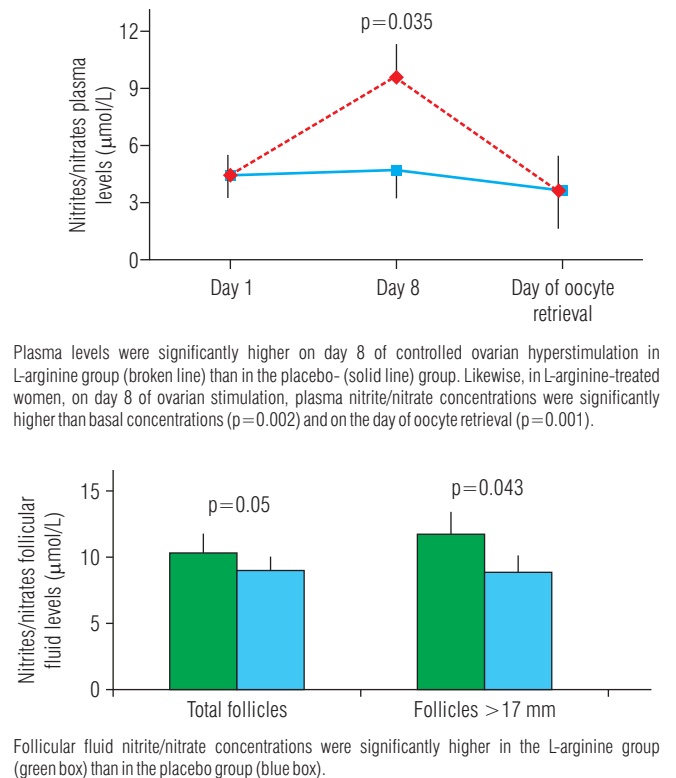 p=0.035
12
9
6
3
0
Nitrites/nitrates plasma
levels (µmol/L)
Day 1
Day 8
Day of oocyte
retrieval
Plasma levels were significantly higher on day 8 of controlled ovarian hyperstimulation in
L-arginine group (broken line) than in the placebo- (solid line) group. Likewise, in L-arginine-treated
women, on day 8 of ovarian stimulation, plasma nitrite/nitrate concentrations were significantly
higher than basal concentrations (p=0.002) and on the day of oocyte retrieval (p=0.001).
p=0.05
p=0.043
15
10
5
0
Nitrites/nitrates follicular
fluid levels (µmol/L)
Total follicles
Follicles >17 mm
Follicular fluid nitrite/nitrate concentrations were significantly higher in the L-arginine group
(green box) than in the placebo group (blue box).